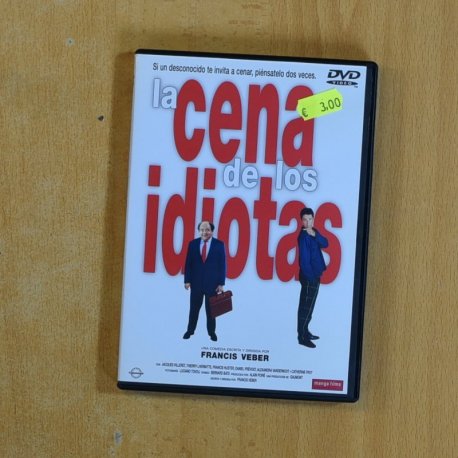 Si un desconocido te invita a cenar, piénsatelo dos veces.
DVD
VIDEO
la
cena
€ 3,00
de los
idiotas
UNA COMEDIA ESCRITA Y DIRIGIDA POR
FRANCIS VEBER
manga films